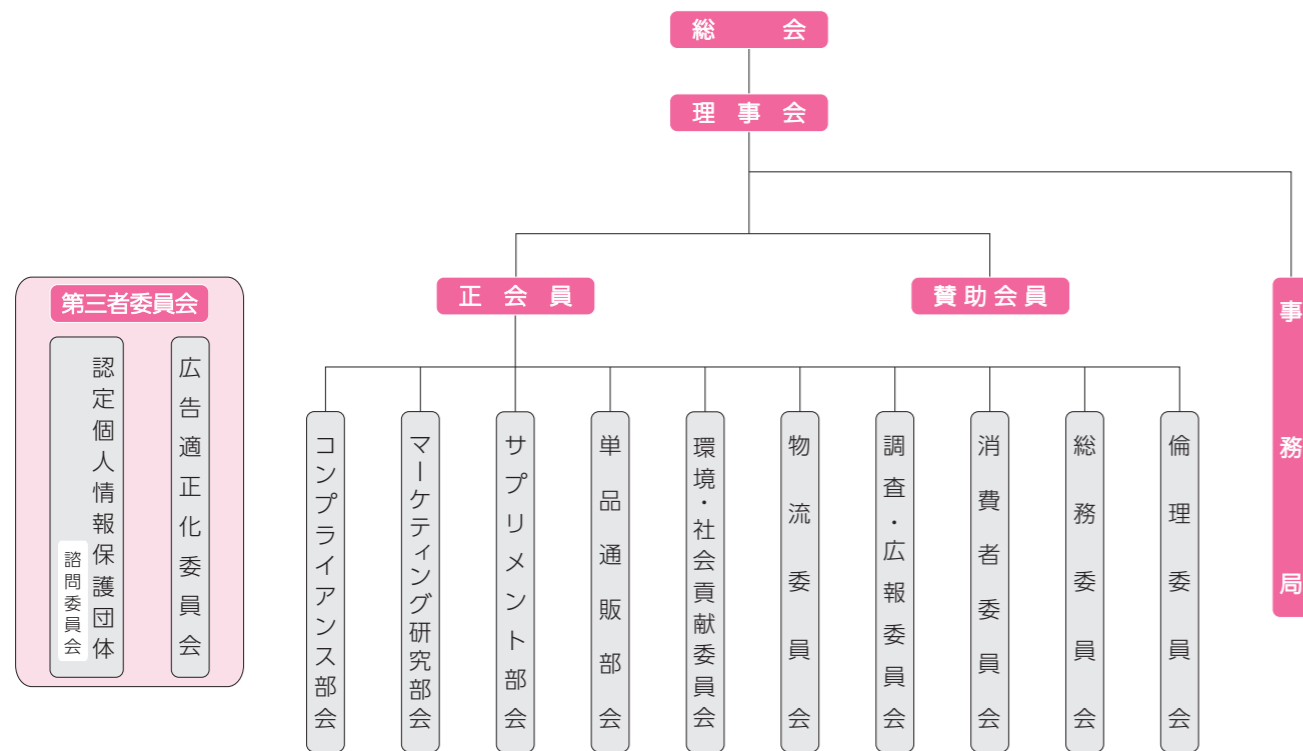 総会
理事会
正会員
賛助会員
事務局
第三者委員会
広告適正化委員会
認定個人情報保護団体
諮問委員会
倫理委員会
総務委員会
消費者委員会
調査・広報委員会
物流委員会
環境・社会貢献委員会
単品通販部会
サプリメント部会
マーケティング研究部会
コンプライアンス部会